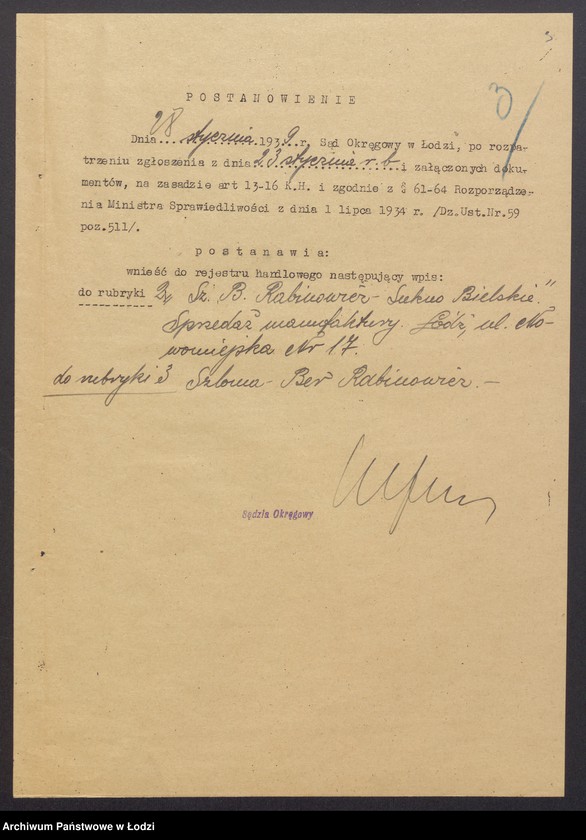 3
3
POSTANOWIENIE
Dnia 28 stycznia 1939 r. Sąd Okręgowy w Łodzi, po rozpa-
trzeniu zgłoszenia z dnia 23 stycznia r. b. i załączonych doku-
mentów, na zasadzie art 13-16 K.H. i zgodnie z § 61-64 Rozporządze-
nia Ministra Sprawiedliwości z dnia 1 lipca 1934 r. /Dz.Ust.Nr.59
poz.511/.
postanawia:
wnieść do rejestru handlowego następujący wpis:
do rubryki 2, Sz. B. Rabinowicz - Sukno Bielskie."
Sprzedaż manufaktury. Łódź, ul. No-
womiejska Nr 17.
do rubryki 3 Szloma - Ber Rabinowicz. —
Sędzia Okręgowy
Archiwum Państwowe w Łodzi